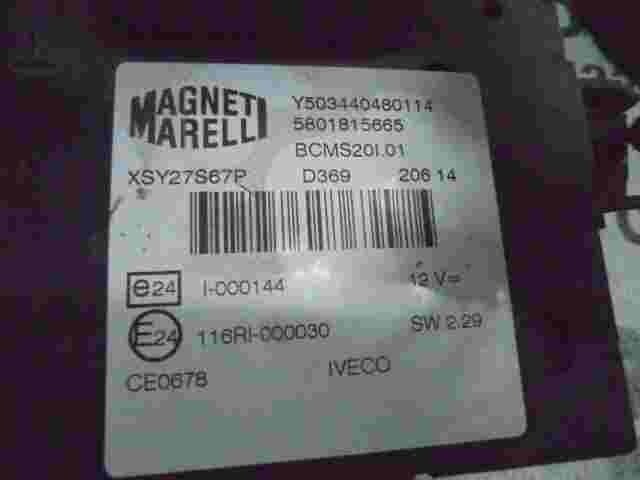 MAGNETI MARELLI
Y503440480114
5801815665
BCMS20I.01
XSY27S67P D369 206 14
e24 I-000144 12 V=
E24 116RI-000030 SW 2.29
CE0678 IVECO